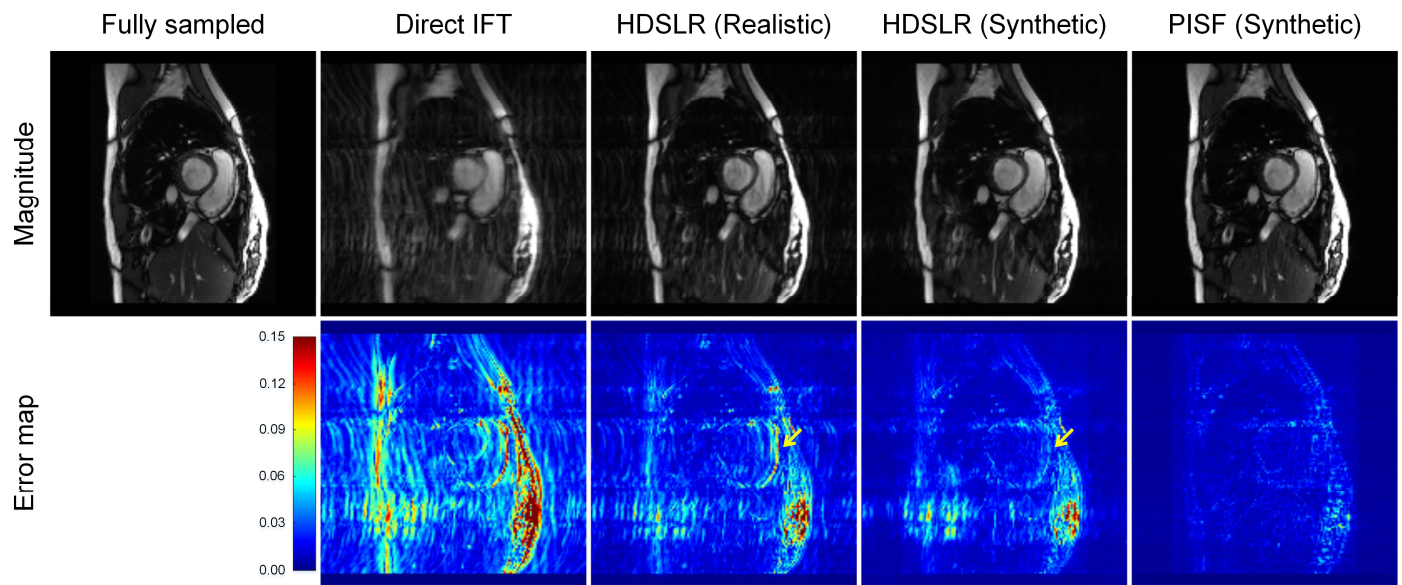 Fully sampled
Direct IFT
HDSLR (Realistic)
HDSLR (Synthetic)
PISF (Synthetic)
Magnitude
Error map
0.15
0.12
0.09
0.06
0.03
0.00